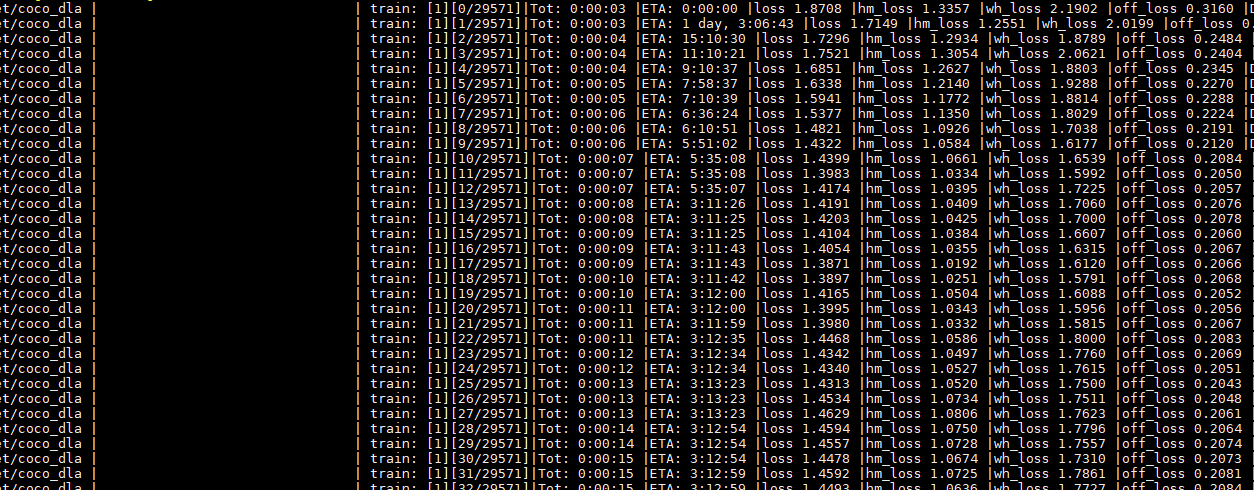 et/coco_dla | | train: [1][0/29571]|Tot: 0:00:03 |ETA: 0:00:00 |loss 1.8708 |hm_loss 1.3357 |wh_loss 2.1902 |off_loss 0.3160 |D
et/coco_dla | | train: [1][1/29571]|Tot: 0:00:03 |ETA: 1 day, 3:06:43 |loss 1.7149 |hm_loss 1.2551 |wh_loss 2.0199 |off_loss 0.
et/coco_dla | | train: [1][2/29571]|Tot: 0:00:04 |ETA: 15:10:30 |loss 1.7296 |hm_loss 1.2934 |wh_loss 1.8789 |off_loss 0.2484 |
et/coco_dla | | train: [1][3/29571]|Tot: 0:00:04 |ETA: 11:10:21 |loss 1.7521 |hm_loss 1.3054 |wh_loss 2.0621 |off_loss 0.2404 |
et/coco_dla | | train: [1][4/29571]|Tot: 0:00:04 |ETA: 9:10:37 |loss 1.6851 |hm_loss 1.2627 |wh_loss 1.8803 |off_loss 0.2345 |D
et/coco_dla | | train: [1][5/29571]|Tot: 0:00:05 |ETA: 7:58:37 |loss 1.6338 |hm_loss 1.2140 |wh_loss 1.9288 |off_loss 0.2270 |D
et/coco_dla | | train: [1][6/29571]|Tot: 0:00:05 |ETA: 7:10:39 |loss 1.5941 |hm_loss 1.1772 |wh_loss 1.8814 |off_loss 0.2288 |D
et/coco_dla | | train: [1][7/29571]|Tot: 0:00:06 |ETA: 6:36:24 |loss 1.5377 |hm_loss 1.1350 |wh_loss 1.8029 |off_loss 0.2224 |D
et/coco_dla | | train: [1][8/29571]|Tot: 0:00:06 |ETA: 6:10:51 |loss 1.4821 |hm_loss 1.0926 |wh_loss 1.7038 |off_loss 0.2191 |D
et/coco_dla | | train: [1][9/29571]|Tot: 0:00:06 |ETA: 5:51:02 |loss 1.4322 |hm_loss 1.0584 |wh_loss 1.6177 |off_loss 0.2120 |D
et/coco_dla | | train: [1][10/29571]|Tot: 0:00:07 |ETA: 5:35:08 |loss 1.4399 |hm_loss 1.0661 |wh_loss 1.6539 |off_loss 0.2084
et/coco_dla | | train: [1][11/29571]|Tot: 0:00:07 |ETA: 5:35:08 |loss 1.3983 |hm_loss 1.0334 |wh_loss 1.5992 |off_loss 0.2050
et/coco_dla | | train: [1][12/29571]|Tot: 0:00:07 |ETA: 5:35:07 |loss 1.4174 |hm_loss 1.0395 |wh_loss 1.7225 |off_loss 0.2057
et/coco_dla | | train: [1][13/29571]|Tot: 0:00:08 |ETA: 3:11:26 |loss 1.4191 |hm_loss 1.0409 |wh_loss 1.7060 |off_loss 0.2076
et/coco_dla | | train: [1][14/29571]|Tot: 0:00:08 |ETA: 3:11:25 |loss 1.4203 |hm_loss 1.0425 |wh_loss 1.7000 |off_loss 0.2078
et/coco_dla | | train: [1][15/29571]|Tot: 0:00:09 |ETA: 3:11:25 |loss 1.4104 |hm_loss 1.0384 |wh_loss 1.6607 |off_loss 0.2060
et/coco_dla | | train: [1][16/29571]|Tot: 0:00:09 |ETA: 3:11:43 |loss 1.4054 |hm_loss 1.0355 |wh_loss 1.6315 |off_loss 0.2067
et/coco_dla | | train: [1][17/29571]|Tot: 0:00:09 |ETA: 3:11:43 |loss 1.3871 |hm_loss 1.0192 |wh_loss 1.6120 |off_loss 0.2066
et/coco_dla | | train: [1][18/29571]|Tot: 0:00:10 |ETA: 3:11:42 |loss 1.3897 |hm_loss 1.0251 |wh_loss 1.5791 |off_loss 0.2068
et/coco_dla | | train: [1][19/29571]|Tot: 0:00:10 |ETA: 3:12:00 |loss 1.4165 |hm_loss 1.0504 |wh_loss 1.6088 |off_loss 0.2052
et/coco_dla | | train: [1][20/29571]|Tot: 0:00:11 |ETA: 3:12:00 |loss 1.3995 |hm_loss 1.0343 |wh_loss 1.5956 |off_loss 0.2056
et/coco_dla | | train: [1][21/29571]|Tot: 0:00:11 |ETA: 3:11:59 |loss 1.3980 |hm_loss 1.0332 |wh_loss 1.5815 |off_loss 0.2067
et/coco_dla | | train: [1][22/29571]|Tot: 0:00:11 |ETA: 3:12:35 |loss 1.4468 |hm_loss 1.0586 |wh_loss 1.8000 |off_loss 0.2083
et/coco_dla | | train: [1][23/29571]|Tot: 0:00:12 |ETA: 3:12:34 |loss 1.4342 |hm_loss 1.0497 |wh_loss 1.7760 |off_loss 0.2069
et/coco_dla | | train: [1][24/29571]|Tot: 0:00:12 |ETA: 3:12:34 |loss 1.4340 |hm_loss 1.0527 |wh_loss 1.7615 |off_loss 0.2051
et/coco_dla | | train: [1][25/29571]|Tot: 0:00:13 |ETA: 3:13:23 |loss 1.4313 |hm_loss 1.0520 |wh_loss 1.7500 |off_loss 0.2043
et/coco_dla | | train: [1][26/29571]|Tot: 0:00:13 |ETA: 3:13:23 |loss 1.4534 |hm_loss 1.0734 |wh_loss 1.7511 |off_loss 0.2048
et/coco_dla | | train: [1][27/29571]|Tot: 0:00:13 |ETA: 3:13:23 |loss 1.4629 |hm_loss 1.0806 |wh_loss 1.7623 |off_loss 0.2061
et/coco_dla | | train: [1][28/29571]|Tot: 0:00:14 |ETA: 3:12:54 |loss 1.4594 |hm_loss 1.0750 |wh_loss 1.7796 |off_loss 0.2064
et/coco_dla | | train: [1][29/29571]|Tot: 0:00:14 |ETA: 3:12:54 |loss 1.4557 |hm_loss 1.0728 |wh_loss 1.7557 |off_loss 0.2074
et/coco_dla | | train: [1][30/29571]|Tot: 0:00:15 |ETA: 3:12:54 |loss 1.4478 |hm_loss 1.0674 |wh_loss 1.7310 |off_loss 0.2073
et/coco_dla | | train: [1][31/29571]|Tot: 0:00:15 |ETA: 3:12:59 |loss 1.4592 |hm_loss 1.0725 |wh_loss 1.7861 |off_loss 0.2081
et/coco_dla | | train: [1][32/29571]|Tot: 0:00:15 |ETA: 3:12:59 |loss 1.4493 |hm_loss 1.0636 |wh_loss 1.7727 |off_loss 0.2084